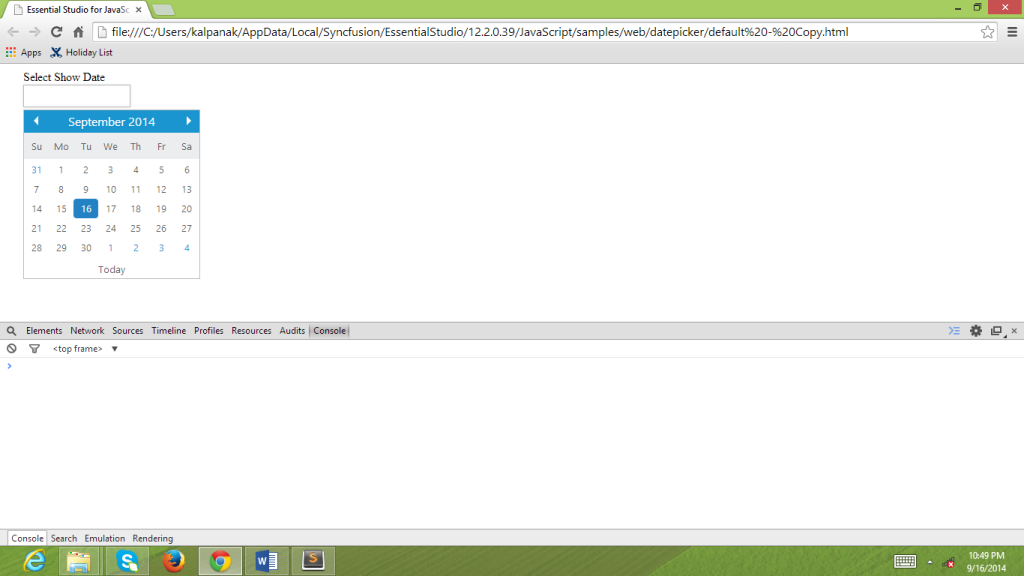 Essential Studio for JavaSc
file:///C:/Users/kalpanak/AppData/Local/Syncfusion/EssentialStudio/12.2.0.39/JavaScript/samples/web/datepicker/default%20-%20Copy.html
Apps Holiday List
Select Show Date
September 2014
Su Mo Tu We Th Fr Sa
31 1 2 3 4 5 6
7 8 9 10 11 12 13
14 15 16 17 18 19 20
21 22 23 24 25 26 27
28 29 30 1 2 3 4
Today
Elements Network Sources Timeline Profiles Resources Audits Console
<top frame>
Console Search Emulation Rendering
10:49 PM
9/16/2014